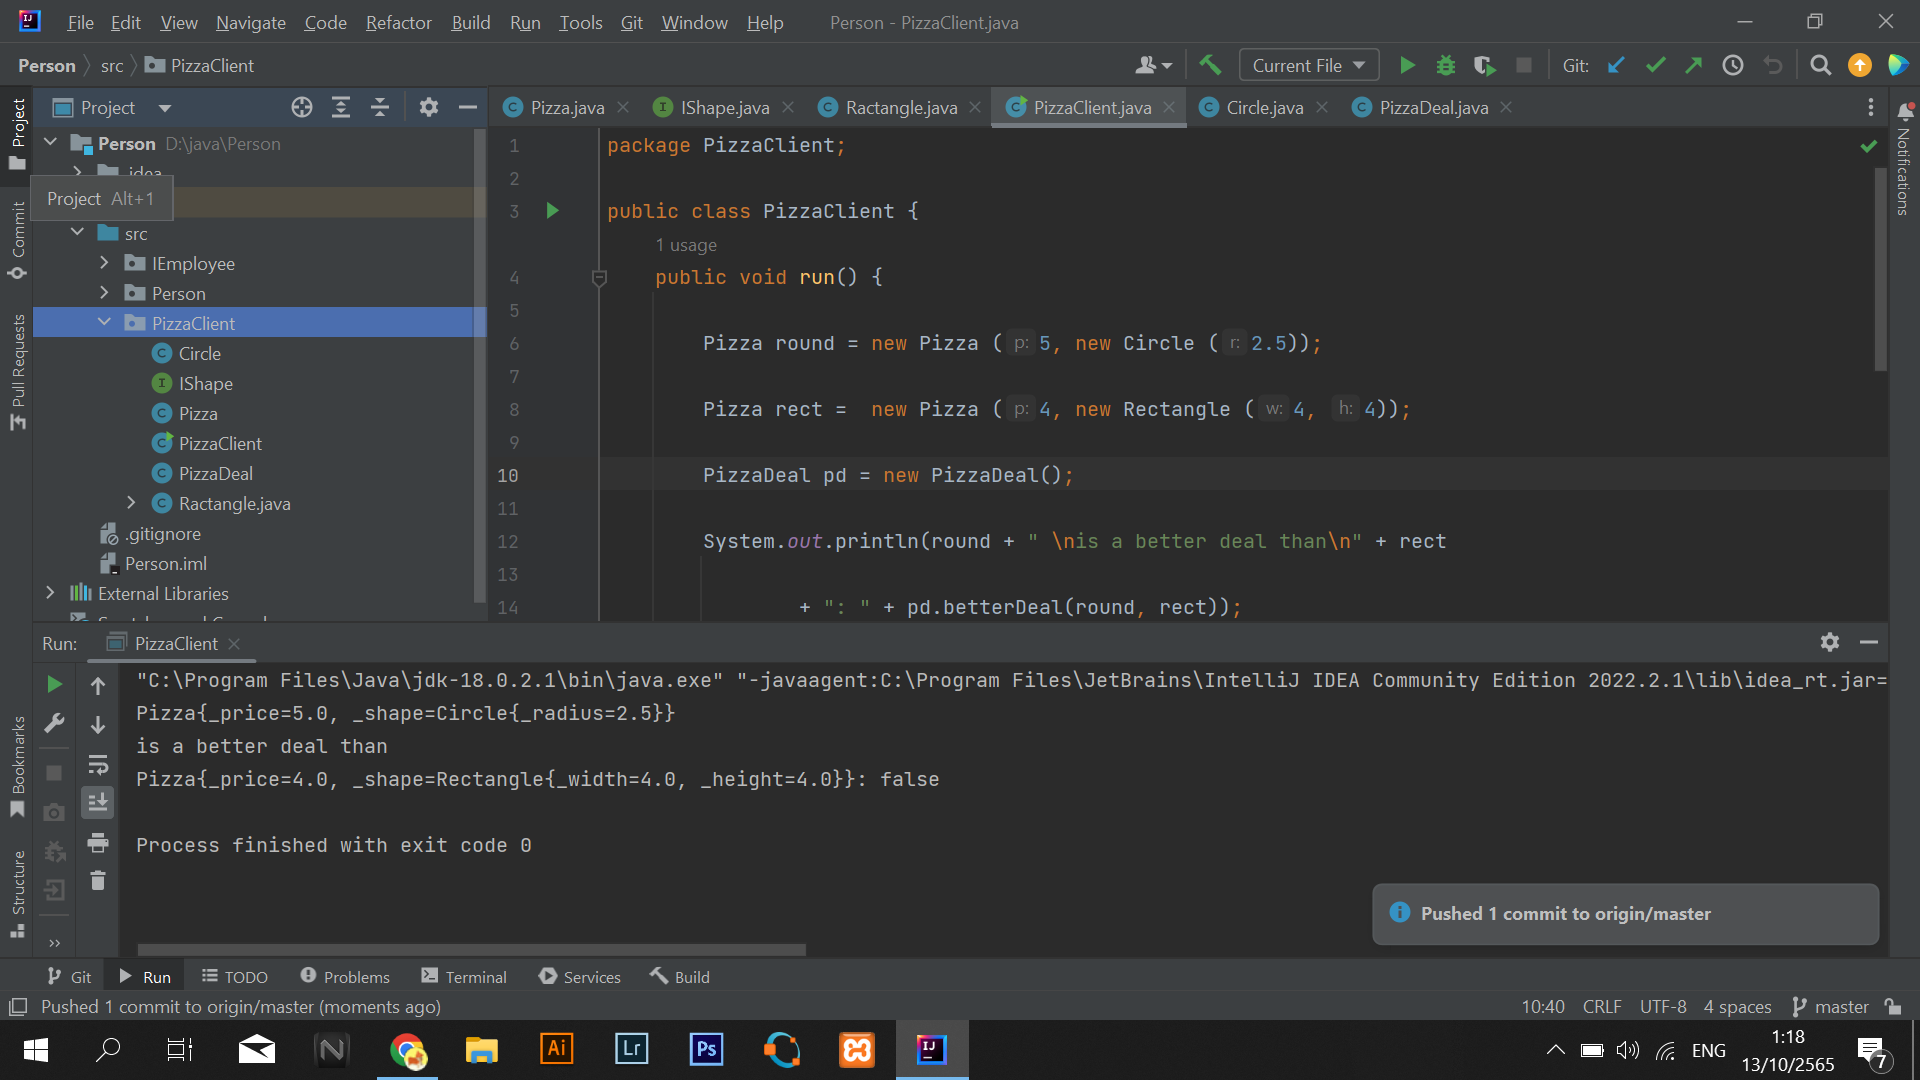 File Edit View Navigate Code Refactor Build Run Tools Git Window Help Person - PizzaClient.java
Person src PizzaClient
Current File
Git:
Project
Pizza.java IShape.java Ractangle.java PizzaClient.java Circle.java PizzaDeal.java
Person D:\java\Person
.idea
Project Alt+1
src
IEmployee
Person
PizzaClient
Circle
IShape
Pizza
PizzaClient
PizzaDeal
Ractangle.java
.gitignore
Person.iml
External Libraries
Project
Commit
Pull Requests
Bookmarks
Structure
Notifications
1 package PizzaClient;
2
3 public class PizzaClient {
1 usage
4 public void run() {
5
6 Pizza round = new Pizza ( p: 5, new Circle ( r: 2.5));
7
8 Pizza rect =  new Pizza ( p: 4, new Rectangle ( w: 4, h: 4));
9
10 PizzaDeal pd = new PizzaDeal();
11
12 System.out.println(round + " \nis a better deal than\n" + rect
13
14 + ": " + pd.betterDeal(round, rect));
Run: PizzaClient
"C:\Program Files\Java\jdk-18.0.2.1\bin\java.exe" "-javaagent:C:\Program Files\JetBrains\IntelliJ IDEA Community Edition 2022.2.1\lib\idea_rt.jar=
Pizza{_price=5.0, _shape=Circle{_radius=2.5}}
is a better deal than
Pizza{_price=4.0, _shape=Rectangle{_width=4.0, _height=4.0}}: false
Process finished with exit code 0
Pushed 1 commit to origin/master
Git Run TODO Problems Terminal Services Build
Pushed 1 commit to origin/master (moments ago)
10:40 CRLF UTF-8 4 spaces master
Ai Lr Ps IJ
ENG
1:18
13/10/2565
7